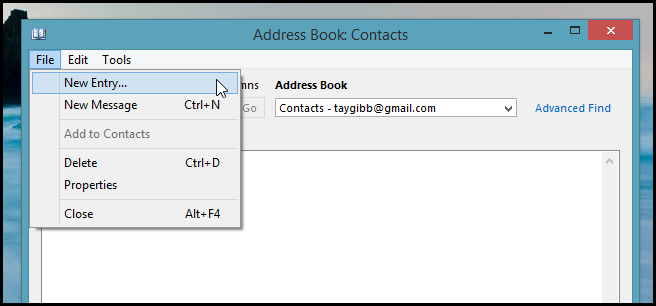 Address Book: Contacts
File Edit Tools
New Entry...
New Message Ctrl+N
Add to Contacts
Delete Ctrl+D
Properties
Close Alt+F4
Address Book
Go Contacts - taygibb@gmail.com Advanced Find